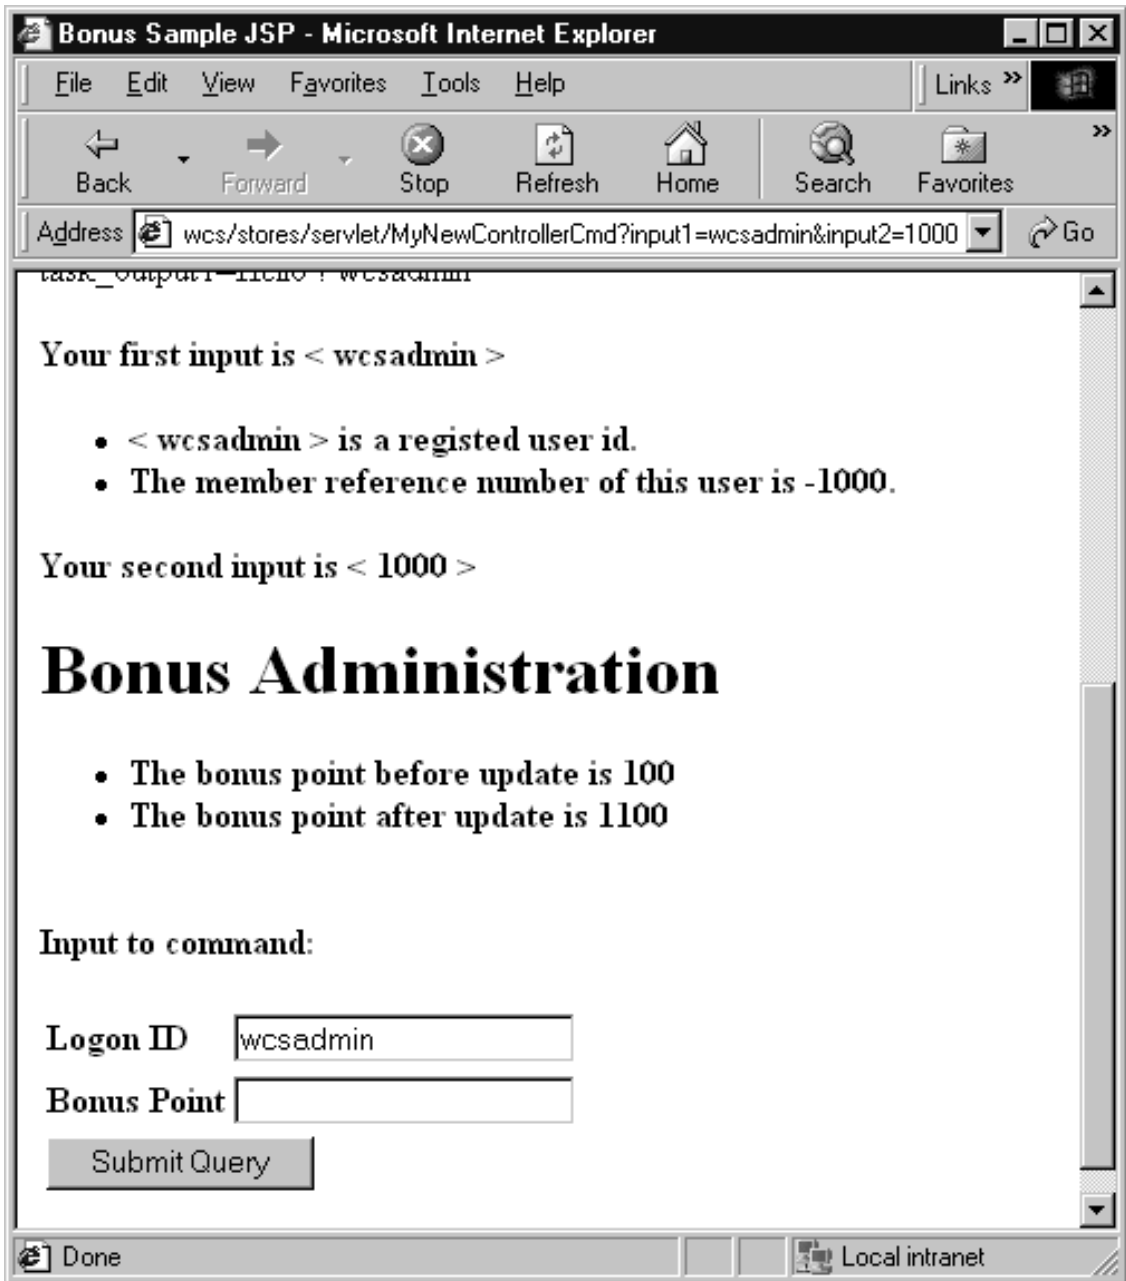 Bonus Sample JSP - Microsoft Internet Explorer
File Edit View Favorites Tools Help Links »
Back Forward Stop Refresh Home Search Favorites »
Address wcs/stores/servlet/MyNewControllerCmd?input1=wcsadmin&input2=1000 Go
task_output1=Hello ! wcsadmin
Your first input is < wcsadmin >
• < wcsadmin > is a registed user id.
• The member reference number of this user is -1000.
Your second input is < 1000 >
Bonus Administration
• The bonus point before update is 100
• The bonus point after update is 1100
Input to command:
Logon ID wcsadmin
Bonus Point
Submit Query
Done Local intranet